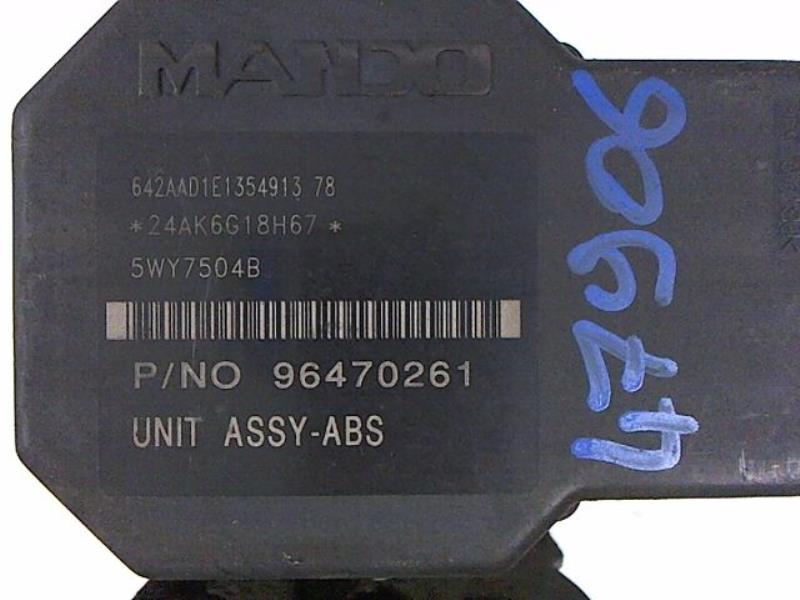 MANDO
642AAD1E1354913 78
*24AK6G18H67 *
5WY7504B
P/NO 96470261
UNIT ASSY-ABS
47906